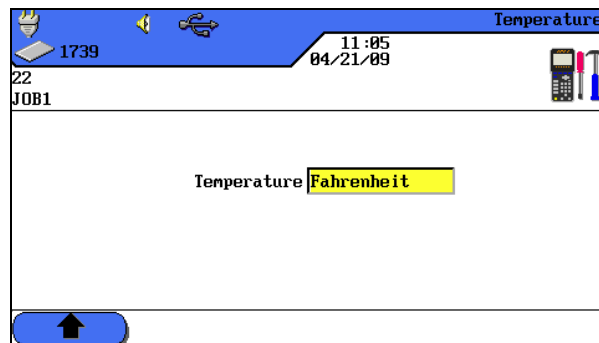 Temperature
1739
11:05
04/21/09
22
JOB1
Temperature Fahrenheit